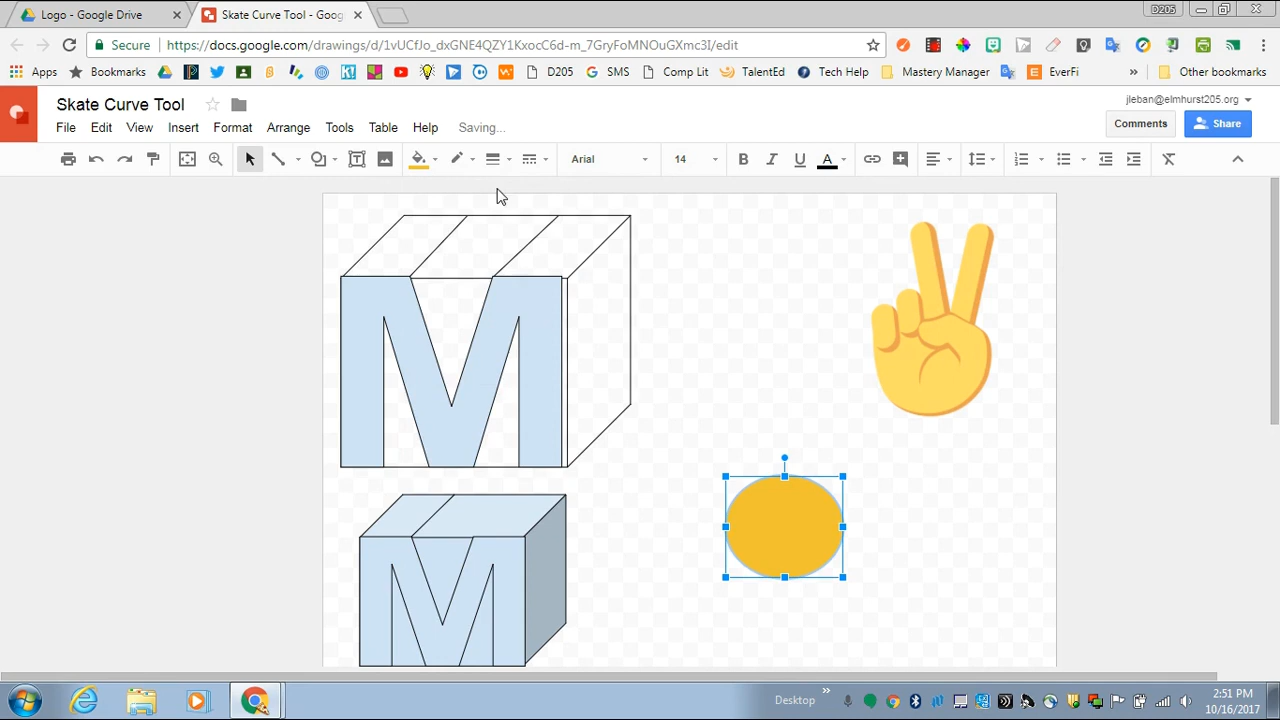 Logo - Google Drive
Skate Curve Tool - Goog
D205
Secure
https://docs.google.com/drawings/d/1vUCfJo_dxGNE4QZY1KxocC6d-m_7GryFoMNOuGXmc3I/edit
Apps
Bookmarks
D205
SMS
Comp Lit
TalentEd
Tech Help
Mastery Manager
EverFi
»
Other bookmarks
Skate Curve Tool
jleban@elmhurst205.org
File
Edit
View
Insert
Format
Arrange
Tools
Table
Help
Saving...
Comments
Share
Arial
14
B
I
U
A
M
M
Desktop
»
2:51 PM
10/16/2017